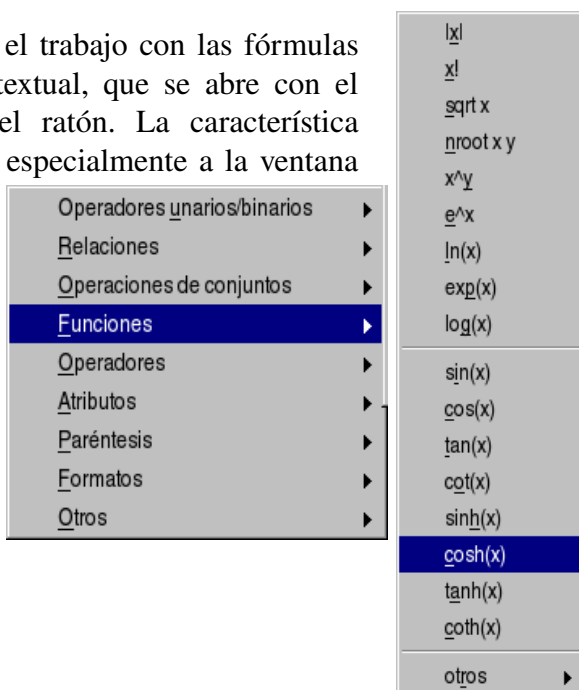 el trabajo con las fórmulas
textual, que se abre con el
el ratón. La característica
especialmente a la ventana
Operadores unarios/binarios
Relaciones
Operaciones de conjuntos
Funciones
Operadores
Atributos
Paréntesis
Formatos
Otros
|x|
x!
sqrt x
nroot x y
x^y
e^x
ln(x)
exp(x)
log(x)
sin(x)
cos(x)
tan(x)
cot(x)
sinh(x)
cosh(x)
tanh(x)
coth(x)
otros